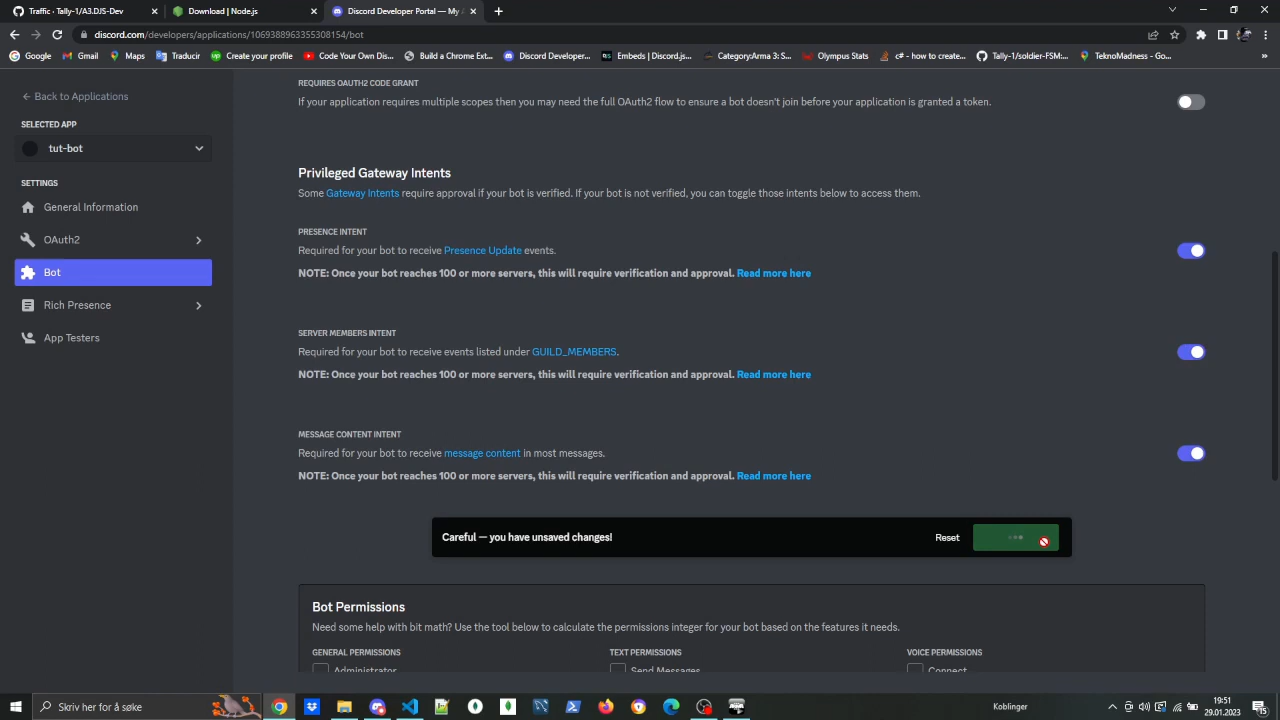 Traffic · Tally-1/A3.DJS-Dev
Download | Node.js
Discord Developer Portal — My A
discord.com/developers/applications/1069388963355308154/bot
Google
Gmail
Maps
Traducir
Create your profile
Code Your Own Dis...
Build a Chrome Ext...
Discord Developer...
Embeds | Discord.js...
Category:Arma 3: S...
Olympus Stats
c# - how to create...
Tally-1/soldier-FSM:...
TeknoMadness - Go...
Back to Applications
SELECTED APP
tut-bot
SETTINGS
General Information
OAuth2
Bot
Rich Presence
App Testers
REQUIRES OAUTH2 CODE GRANT
If your application requires multiple scopes then you may need the full OAuth2 flow to ensure a bot doesn't join before your application is granted a token.
Privileged Gateway Intents
Some Gateway Intents require approval if your bot is verified. If your bot is not verified, you can toggle those intents below to access them.
PRESENCE INTENT
Required for your bot to receive Presence Update events.
NOTE: Once your bot reaches 100 or more servers, this will require verification and approval. Read more here
SERVER MEMBERS INTENT
Required for your bot to receive events listed under GUILD_MEMBERS.
NOTE: Once your bot reaches 100 or more servers, this will require verification and approval. Read more here
MESSAGE CONTENT INTENT
Required for your bot to receive message content in most messages.
NOTE: Once your bot reaches 100 or more servers, this will require verification and approval. Read more here
Careful — you have unsaved changes!
Reset
Bot Permissions
Need some help with bit math? Use the tool below to calculate the permissions integer for your bot based on the features it needs.
GENERAL PERMISSIONS
TEXT PERMISSIONS
VOICE PERMISSIONS
Administrator
Send Messages
Connect
Skriv her for å søke
Koblinger
19:51
29.01.2023